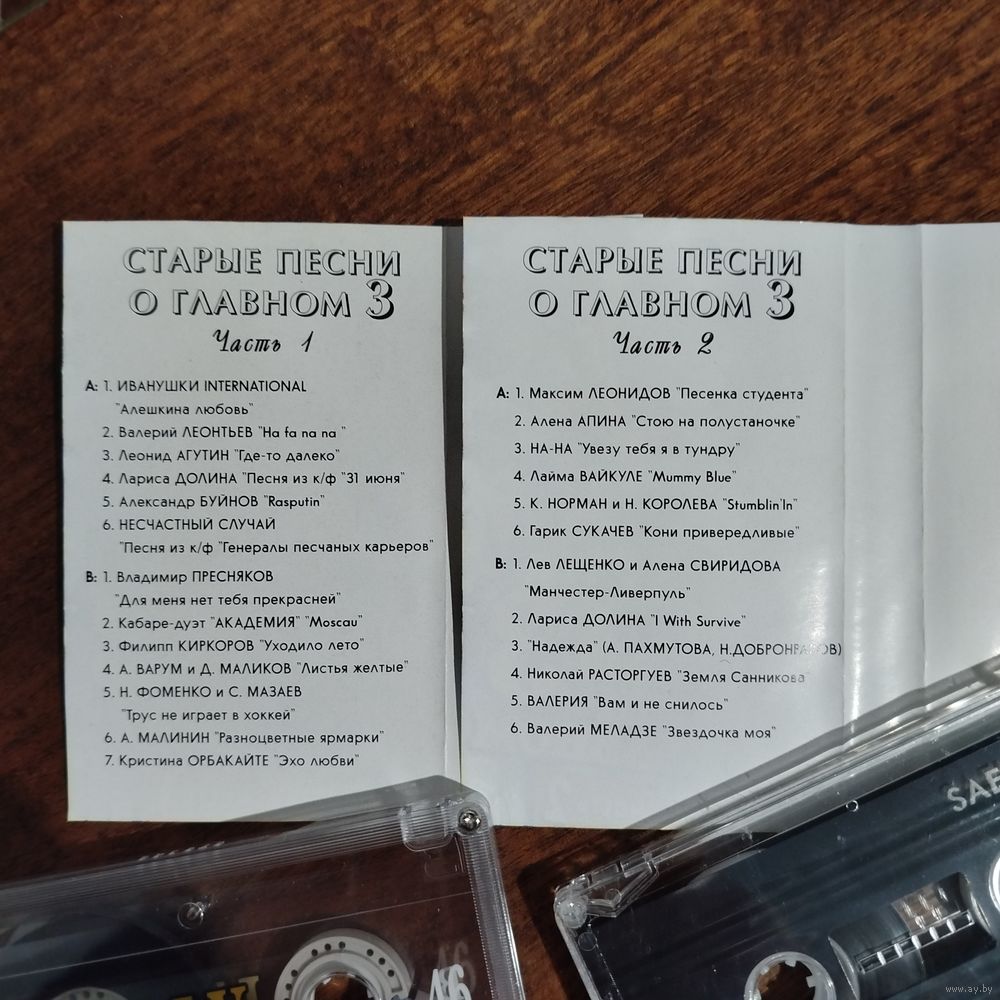 СТАРЫЕ ПЕСНИ
О ГЛАВНОМ 3
Часть 1
А: 1. ИВАНУШКИ INTERNATIONAL
"Алешкина любовь"
2. Валерий ЛЕОНТЬЕВ "Ha fa na na "
3. Леонид АГУТИН "Где-то далеко"
4. Лариса ДОЛИНА "Песня из к/ф "31 июня"
5. Александр БУЙНОВ "Rasputin"
6. НЕСЧАСТНЫЙ СЛУЧАЙ
"Песня из к/ф "Генералы песчаных карьеров"
В: 1. Владимир ПРЕСНЯКОВ
"Для меня нет тебя прекрасней"
2. Кабаре-дуэт "АКАДЕМИЯ" "Moscau"
3. Филипп КИРКОРОВ "Уходило лето"
4. А. ВАРУМ и Д. МАЛИКОВ "Листья желтые"
5. Н. ФОМЕНКО и С. МАЗАЕВ
"Трус не играет в хоккей"
6. А. МАЛИНИН "Разноцветные ярмарки"
7. Кристина ОРБАКАЙТЕ "Эхо любви"
СТАРЫЕ ПЕСНИ
О ГЛАВНОМ 3
Часть 2
А: 1. Максим ЛЕОНИДОВ "Песенка студента"
2. Алена АПИНА "Стою на полустаночке"
3. НА-НА "Увезу тебя я в тундру"
4. Лайма ВАЙКУЛЕ "Mummy Blue"
5. К. НОРМАН и Н. КОРОЛЕВА "Stumblin'In"
6. Гарик СУКАЧЕВ "Кони привередливые"
В: 1. Лев ЛЕЩЕНКО и Алена СВИРИДОВА
"Манчестер-Ливерпуль"
2. Лариса ДОЛИНА "I With Survive"
3. "Надежда" (А. ПАХМУТОВА, Н.ДОБРОНРАВОВ)
4. Николай РАСТОРГУЕВ "Земля Санникова"
5. ВАЛЕРИЯ "Вам и не снилось"
6. Валерий МЕЛАДЗЕ "Звездочка моя"
46
www.ay.by